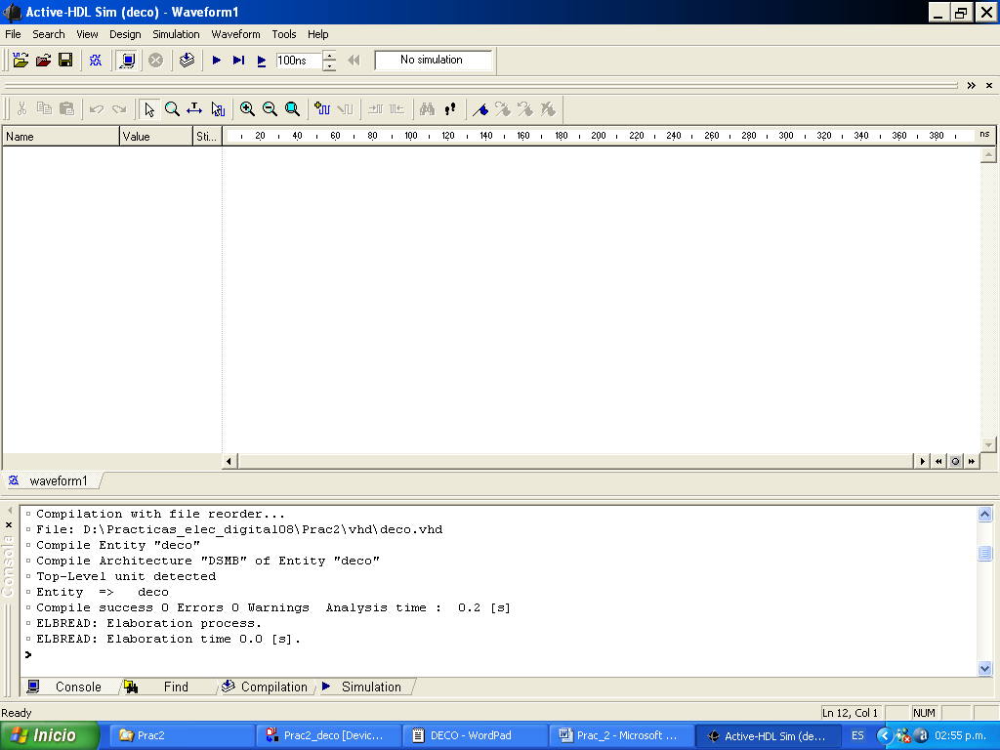 Active-HDL Sim (deco) - Waveform1
File Search View Design Simulation Waveform Tools Help
100ns No simulation
Name Value Sti... 20 40 60 80 100 120 140 160 180 200 220 240 260 280 300 320 340 360 380 ns
waveform1
Compilation with file reorder...
File: D:\Practicas_elec_digital08\Prac2\vhd\deco.vhd
Compile Entity "deco"
Compile Architecture "DSMB" of Entity "deco"
Top-Level unit detected
Entity => deco
Compile success 0 Errors 0 Warnings Analysis time : 0.2 [s]
ELBREAD: Elaboration process.
ELBREAD: Elaboration time 0.0 [s].
>
Consola
Console Find Compilation Simulation
Ready Ln 12, Col 1 NUM
Inicio Prac2 Prac2_deco [Devic... DECO - WordPad Prac_2 - Microsoft ... Active-HDL Sim (de... ES 02:55 p.m.